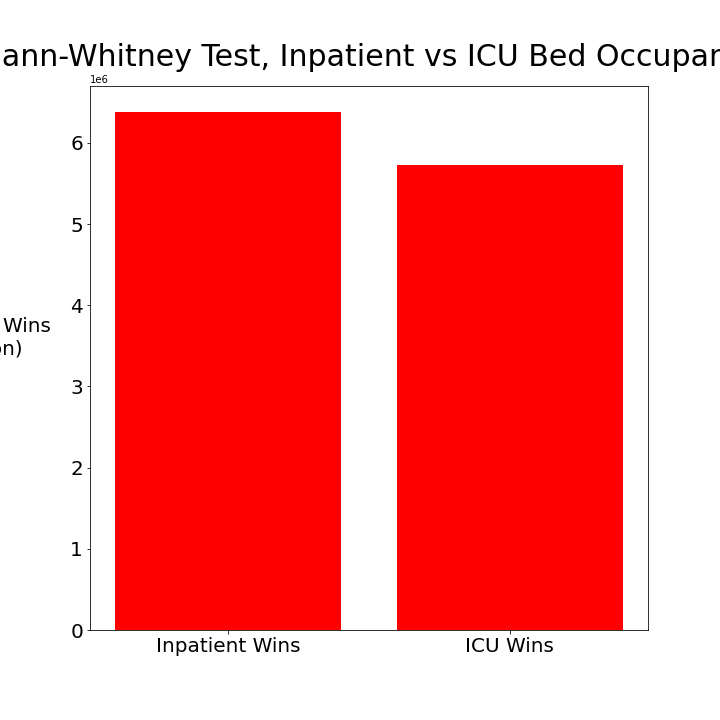 ann-Whitney Test, Inpatient vs ICU Bed Occupan
1e6
6
5
4
Wins
on)
3
2
1
0
Inpatient Wins
ICU Wins